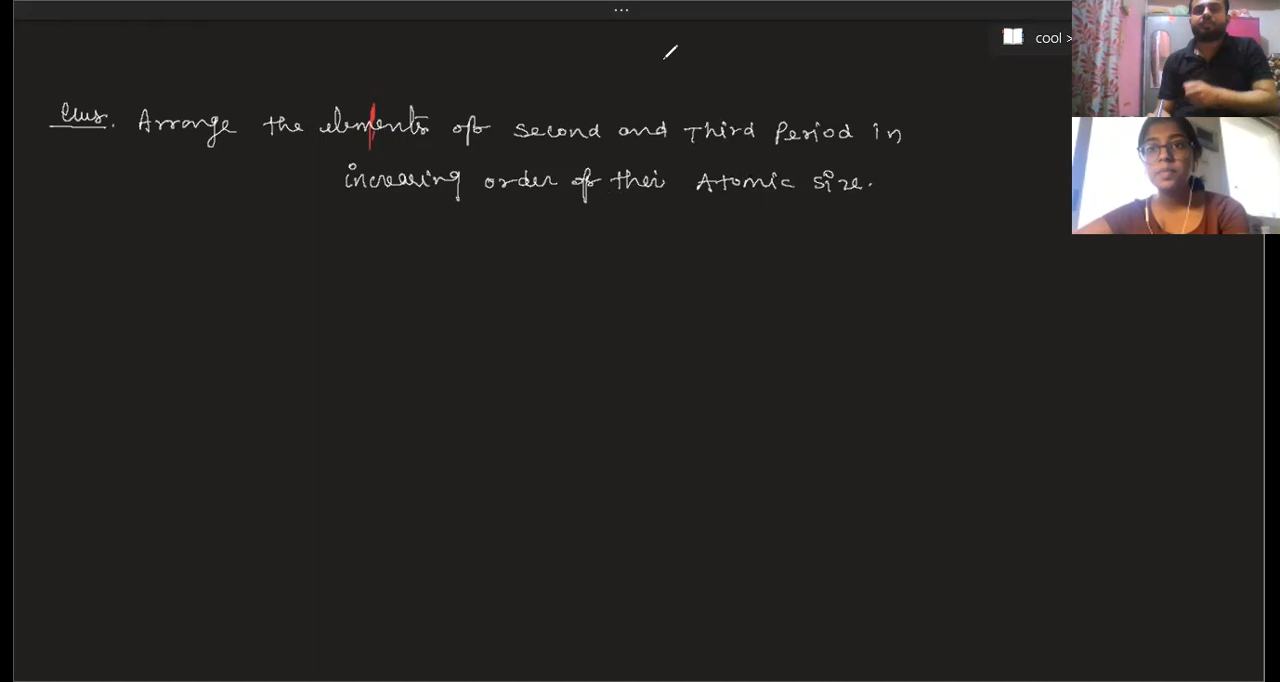 cool >
Ques. Arrange the elements of second and Third Period in
increasing order of their Atomic size.